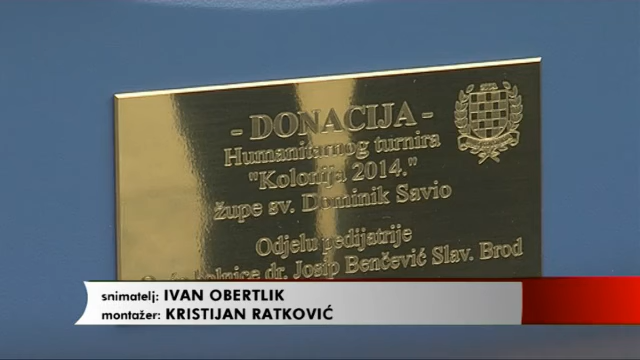 - DONACIJA -
Humanitarnog turnira
"Kolonija 2014."
župe sv. Dominik Savio
Odjelu pedijatrije
dr. Josip Benčević Slav. Brod
snimatelj: IVAN OBERTLIK
montažer: KRISTIJAN RATKOVIĆ